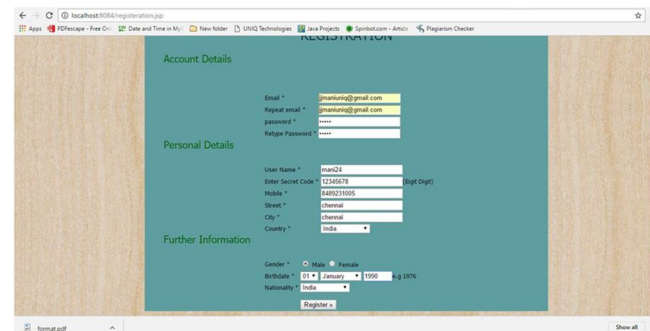 localhost:8084/registeration.jsp
Apps PDFescape - Free Onl Date and Time in My New folder UNIQ Technologies Java Projects Spinbot.com - Article Plagiarism Checker
REGISTRATION
Account Details
Email * jjmaniuniq@gmail.com
Repeat email * jjmaniuniq@gmail.com
password * •••••
Retype Password * •••••
Personal Details
User Name * mani24
Enter Secret Code * 12345678 (Eigit Digit)
Mobile * 8489231005
Street * chennai
City * chennai
Country * India
Further Information
Gender * Male Female
Birthdate * 01 January 1990 e.g 1976
Nationality * India
Register »
format.pdf Show all